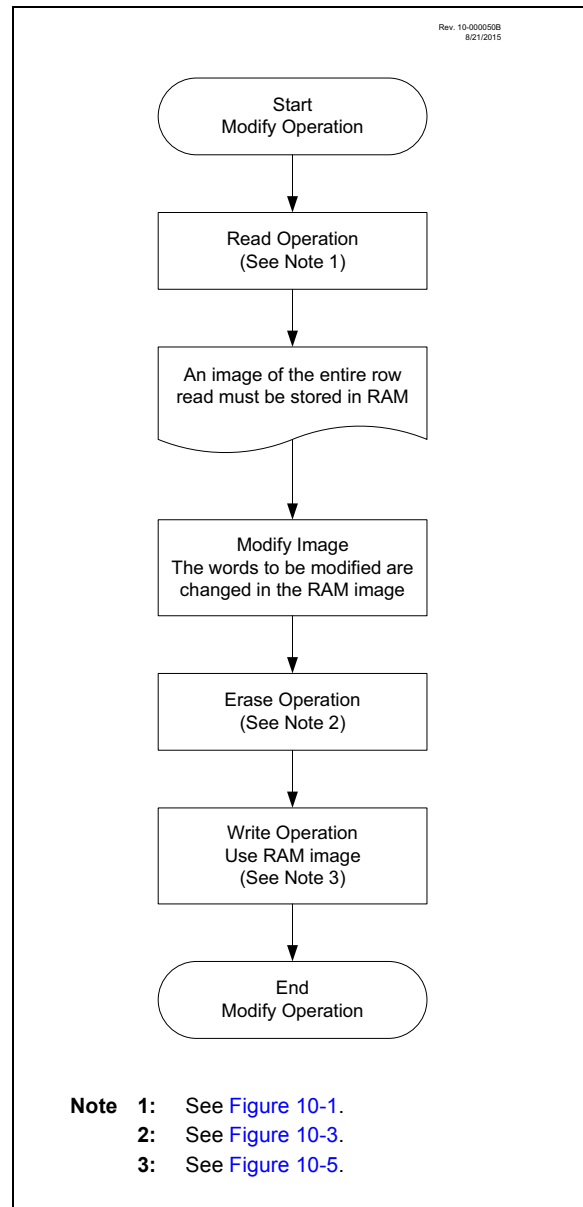 Rev. 10-000050B
8/21/2015
Start
Modify Operation
Read Operation
(See Note 1)
An image of the entire row
read must be stored in RAM
Modify Image
The words to be modified are
changed in the RAM image
Erase Operation
(See Note 2)
Write Operation
Use RAM image
(See Note 3)
End
Modify Operation
Note 1: See Figure 10-1.
2: See Figure 10-3.
3: See Figure 10-5.